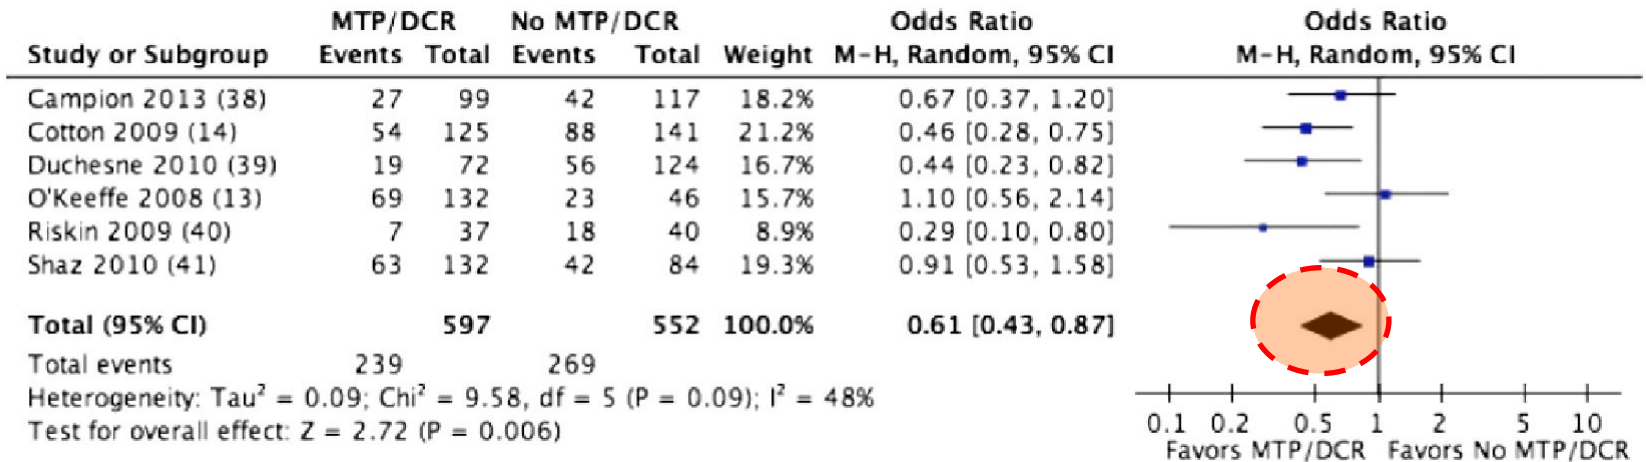 MTP/DCR No MTP/DCR Odds Ratio Odds Ratio
Study or Subgroup Events Total Events Total Weight M-H, Random, 95% CI M-H, Random, 95% CI
Campion 2013 (38) 27 99 42 117 18.2% 0.67 [0.37, 1.20]
Cotton 2009 (14) 54 125 88 141 21.2% 0.46 [0.28, 0.75]
Duchesne 2010 (39) 19 72 56 124 16.7% 0.44 [0.23, 0.82]
O'Keeffe 2008 (13) 69 132 23 46 15.7% 1.10 [0.56, 2.14]
Riskin 2009 (40) 7 37 18 40 8.9% 0.29 [0.10, 0.80]
Shaz 2010 (41) 63 132 42 84 19.3% 0.91 [0.53, 1.58]
Total (95% CI) 597 552 100.0% 0.61 [0.43, 0.87]
Total events 239 269
Heterogeneity: Tau² = 0.09; Chi² = 9.58, df = 5 (P = 0.09); I² = 48%
Test for overall effect: Z = 2.72 (P = 0.006)
0.1 0.2 0.5 1 2 5 10
Favors MTP/DCR Favors No MTP/DCR